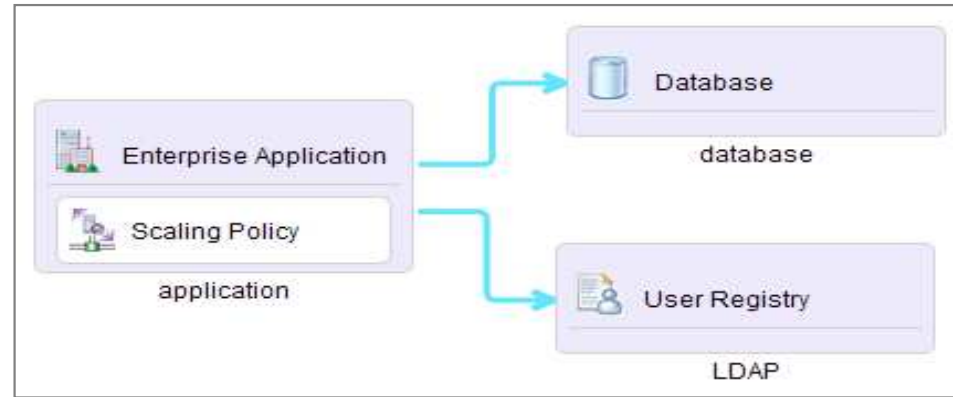 Enterprise Application
Scaling Policy
application
Database
database
User Registry
LDAP